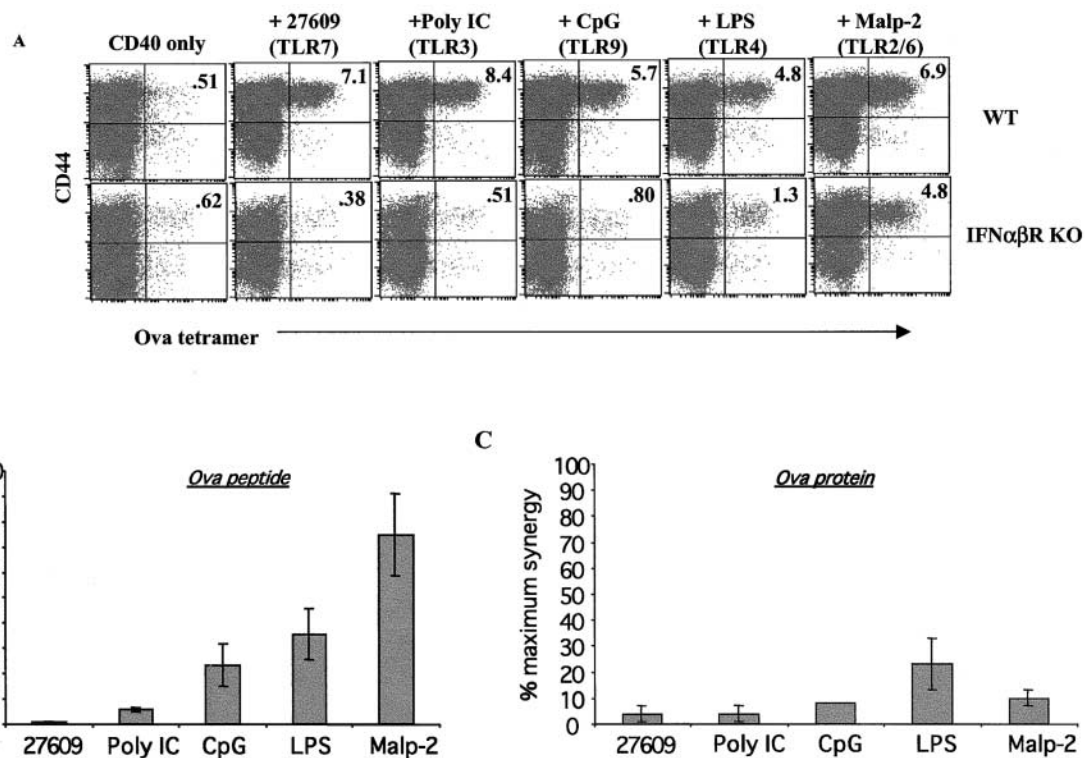 A
CD40 only
+ 27609
(TLR7)
+Poly IC
(TLR3)
+ CpG
(TLR9)
+ LPS
(TLR4)
+ Malp-2
(TLR2/6)
.51
7.1
8.4
5.7
4.8
6.9
WT
CD44
.62
.38
.51
.80
1.3
4.8
IFNαβR KO
Ova tetramer
Ova peptide
27609 Poly IC CpG LPS Malp-2
C
Ova protein
% maximum synergy
100
90
80
70
60
50
40
30
20
10
0
27609 Poly IC CpG LPS Malp-2